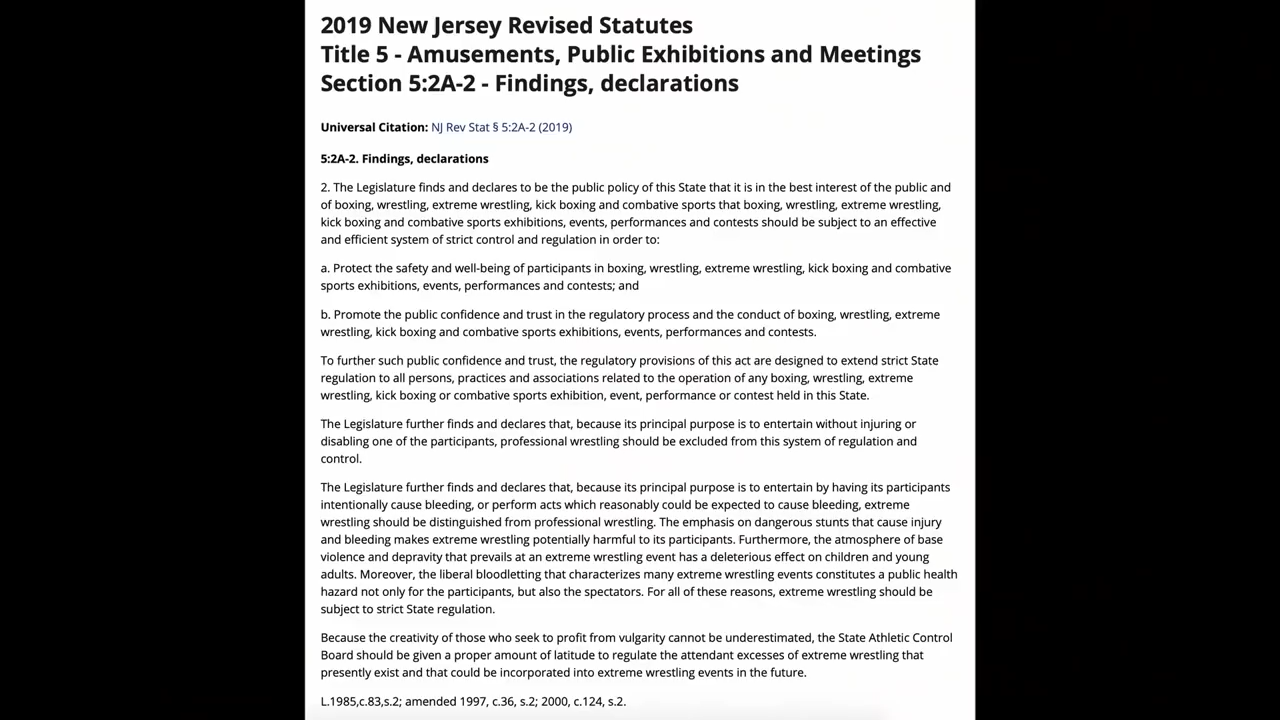 2019 New Jersey Revised Statutes
Title 5 - Amusements, Public Exhibitions and Meetings
Section 5:2A-2 - Findings, declarations
Universal Citation: NJ Rev Stat § 5:2A-2 (2019)
5:2A-2. Findings, declarations
2. The Legislature finds and declares to be the public policy of this State that it is in the best interest of the public and
of boxing, wrestling, extreme wrestling, kick boxing and combative sports that boxing, wrestling, extreme wrestling,
kick boxing and combative sports exhibitions, events, performances and contests should be subject to an effective
and efficient system of strict control and regulation in order to:
a. Protect the safety and well-being of participants in boxing, wrestling, extreme wrestling, kick boxing and combative
sports exhibitions, events, performances and contests; and
b. Promote the public confidence and trust in the regulatory process and the conduct of boxing, wrestling, extreme
wrestling, kick boxing and combative sports exhibitions, events, performances and contests.
To further such public confidence and trust, the regulatory provisions of this act are designed to extend strict State
regulation to all persons, practices and associations related to the operation of any boxing, wrestling, extreme
wrestling, kick boxing or combative sports exhibition, event, performance or contest held in this State.
The Legislature further finds and declares that, because its principal purpose is to entertain without injuring or
disabling one of the participants, professional wrestling should be excluded from this system of regulation and
control.
The Legislature further finds and declares that, because its principal purpose is to entertain by having its participants
intentionally cause bleeding, or perform acts which reasonably could be expected to cause bleeding, extreme
wrestling should be distinguished from professional wrestling. The emphasis on dangerous stunts that cause injury
and bleeding makes extreme wrestling potentially harmful to its participants. Furthermore, the atmosphere of base
violence and depravity that prevails at an extreme wrestling event has a deleterious effect on children and young
adults. Moreover, the liberal bloodletting that characterizes many extreme wrestling events constitutes a public health
hazard not only for the participants, but also the spectators. For all of these reasons, extreme wrestling should be
subject to strict State regulation.
Because the creativity of those who seek to profit from vulgarity cannot be underestimated, the State Athletic Control
Board should be given a proper amount of latitude to regulate the attendant excesses of extreme wrestling that
presently exist and that could be incorporated into extreme wrestling events in the future.
L.1985,c.83,s.2; amended 1997, c.36, s.2; 2000, c.124, s.2.